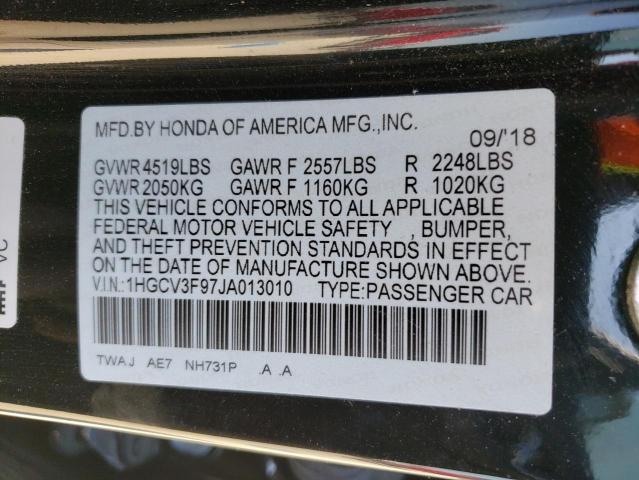 MFD.BY HONDA OF AMERICA MFG.,INC. 09/'18
GVWR 4519LBS GAWR F 2557LBS R 2248LBS
GVWR 2050KG GAWR F 1160KG R 1020KG
THIS VEHICLE CONFORMS TO ALL APPLICABLE
FEDERAL MOTOR VEHICLE SAFETY , BUMPER,
AND THEFT PREVENTION STANDARDS IN EFFECT
ON THE DATE OF MANUFACTURE SHOWN ABOVE.
V.I.N.:1HGCV3F97JA013010 TYPE:PASSENGER CAR
TWAJ AE7 NH731P .A .A